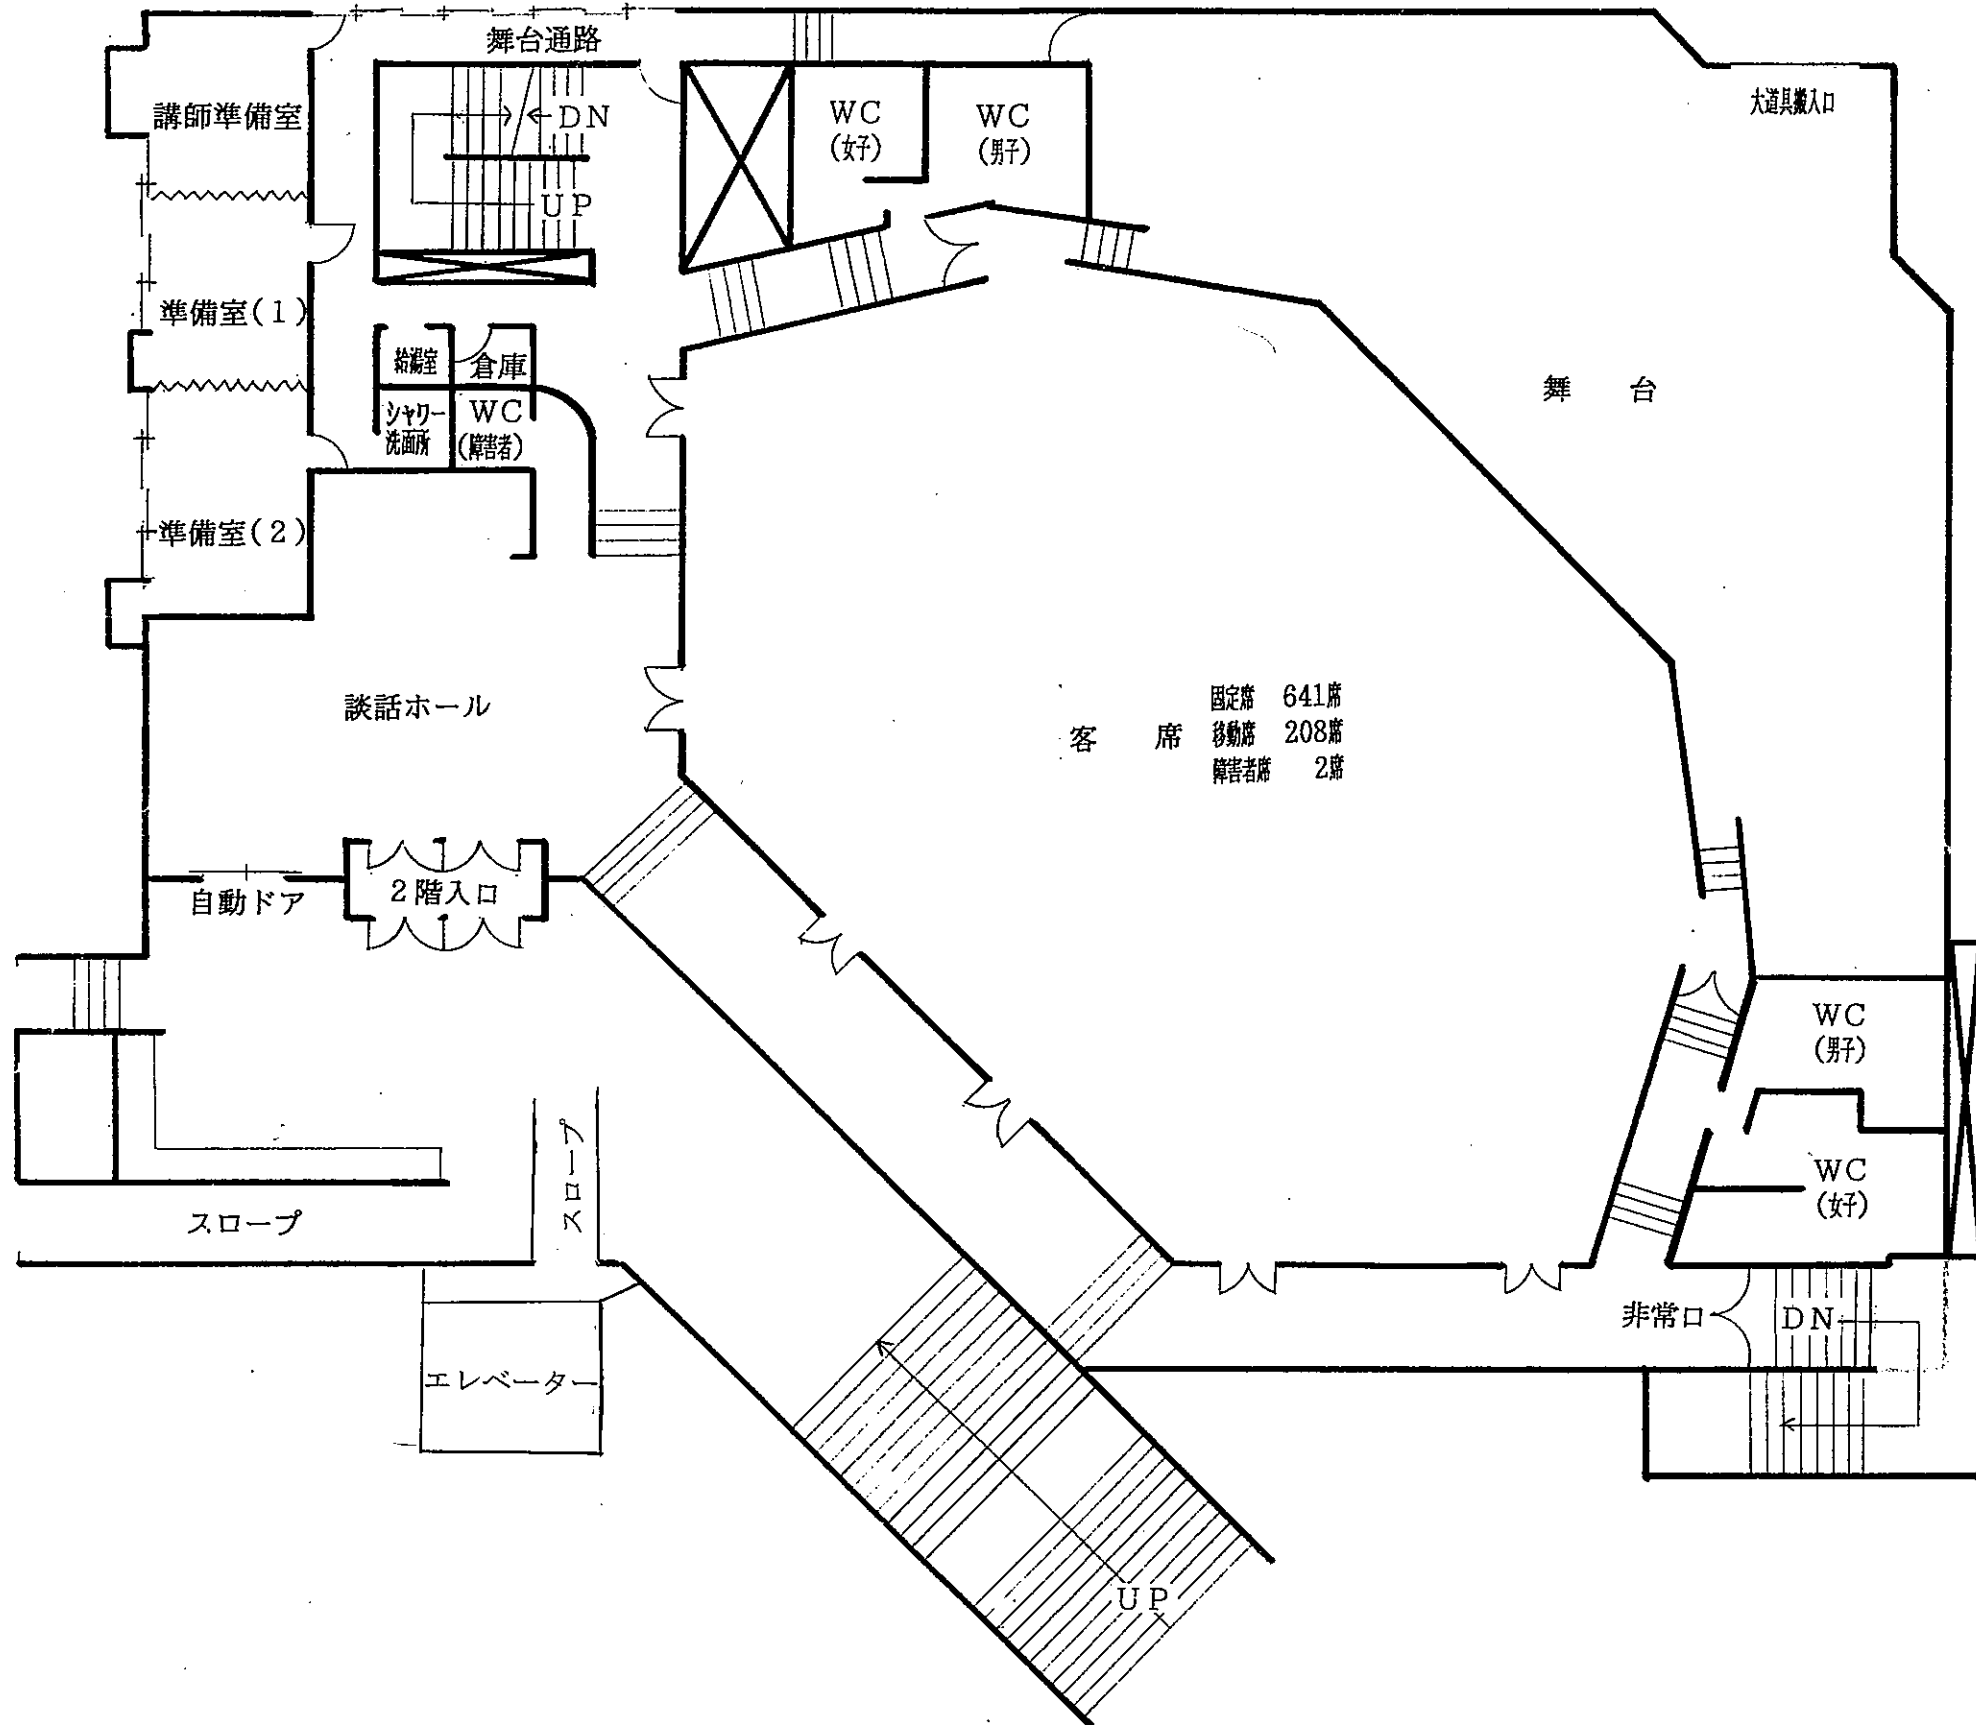 舞台通路
講師準備室
DN
UP
WC
(女子)
WC
(男子)
大道具搬入口
準備室(1)
給湯室
倉庫
シャワー
洗面所
WC
(障害者)
舞 台
準備室(2)
談話ホール
客 席
固定席 641席
移動席 208席
障害者席 2席
自動ドア
2階入口
WC
(男子)
WC
(女子)
スロープ
スロープ
非常口
DN
エレベーター
UP